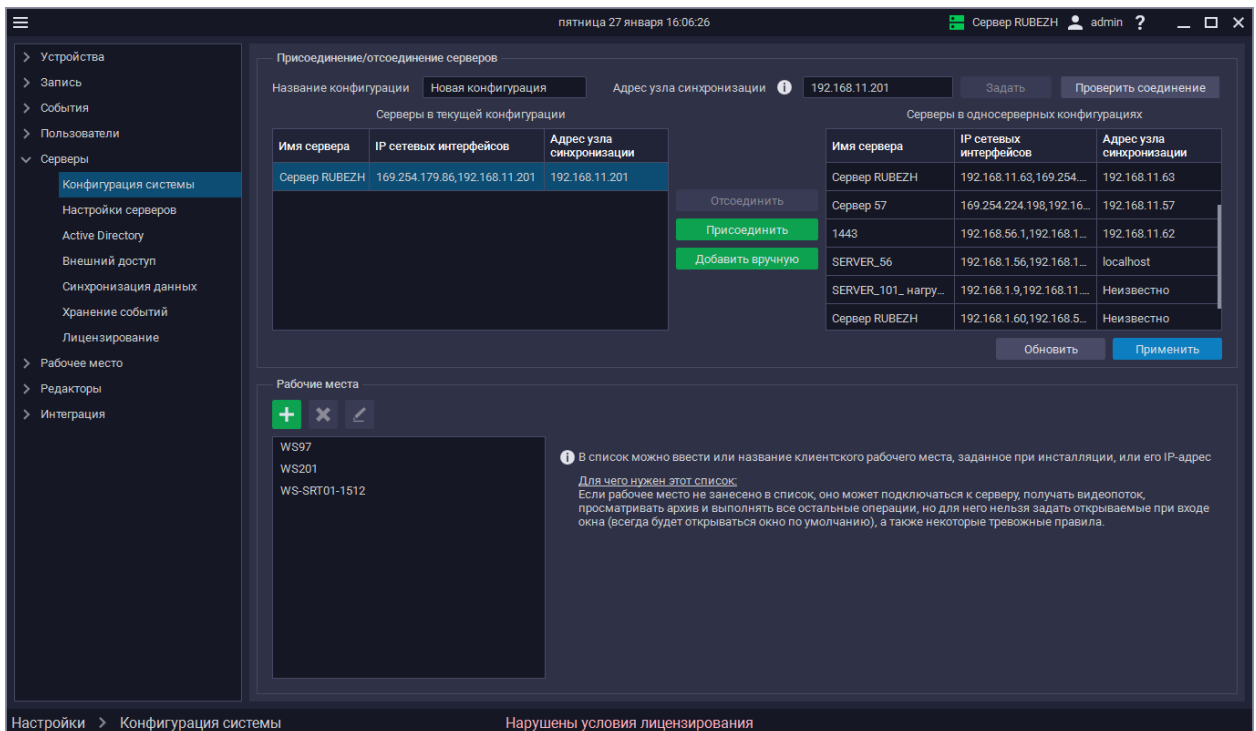 пятница 27 января 16:06:26
Сервер RUBEZH admin ?
Устройства
Запись
События
Пользователи
Серверы
Конфигурация системы
Настройки серверов
Active Directory
Внешний доступ
Синхронизация данных
Хранение событий
Лицензирование
Рабочее место
Редакторы
Интеграция
Присоединение/отсоединение серверов
Название конфигурации Новая конфигурация Адрес узла синхронизации 192.168.11.201 Задать Проверить соединение
Серверы в текущей конфигурации
Имя сервера IP сетевых интерфейсов Адрес узла синхронизации
Сервер RUBEZH 169.254.179.86,192.168.11.201 192.168.11.201
Отсоединить
Присоединить
Добавить вручную
Серверы в односерверных конфигурациях
Имя сервера IP сетевых интерфейсов Адрес узла синхронизации
Сервер RUBEZH 192.168.11.63,169.254.... 192.168.11.63
Сервер 57 169.254.224.198,192.16... 192.168.11.57
1443 192.168.56.1,192.168.1... 192.168.11.62
SERVER_56 192.168.1.56,192.168.1... localhost
SERVER_101_ нагру... 192.168.1.9,192.168.11.... Неизвестно
Сервер RUBEZH 192.168.1.60,192.168.5... Неизвестно
Обновить Применить
Рабочие места
WS97
WS201
WS-SRT01-1512
В список можно ввести или название клиентского рабочего места, заданное при инсталляции, или его IP-адрес
Для чего нужен этот список:
Если рабочее место не занесено в список, оно может подключаться к серверу, получать видеопоток,
просматривать архив и выполнять все остальные операции, но для него нельзя задать открываемые при входе
окна (всегда будет открываться окно по умолчанию), а также некоторые тревожные правила.
Настройки > Конфигурация системы
Нарушены условия лицензирования